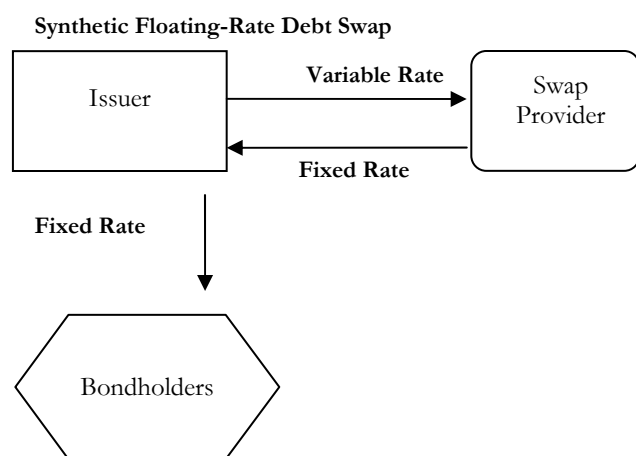 Synthetic Floating-Rate Debt Swap
Issuer
Variable Rate
Swap
Provider
Fixed Rate
Fixed Rate
Bondholders